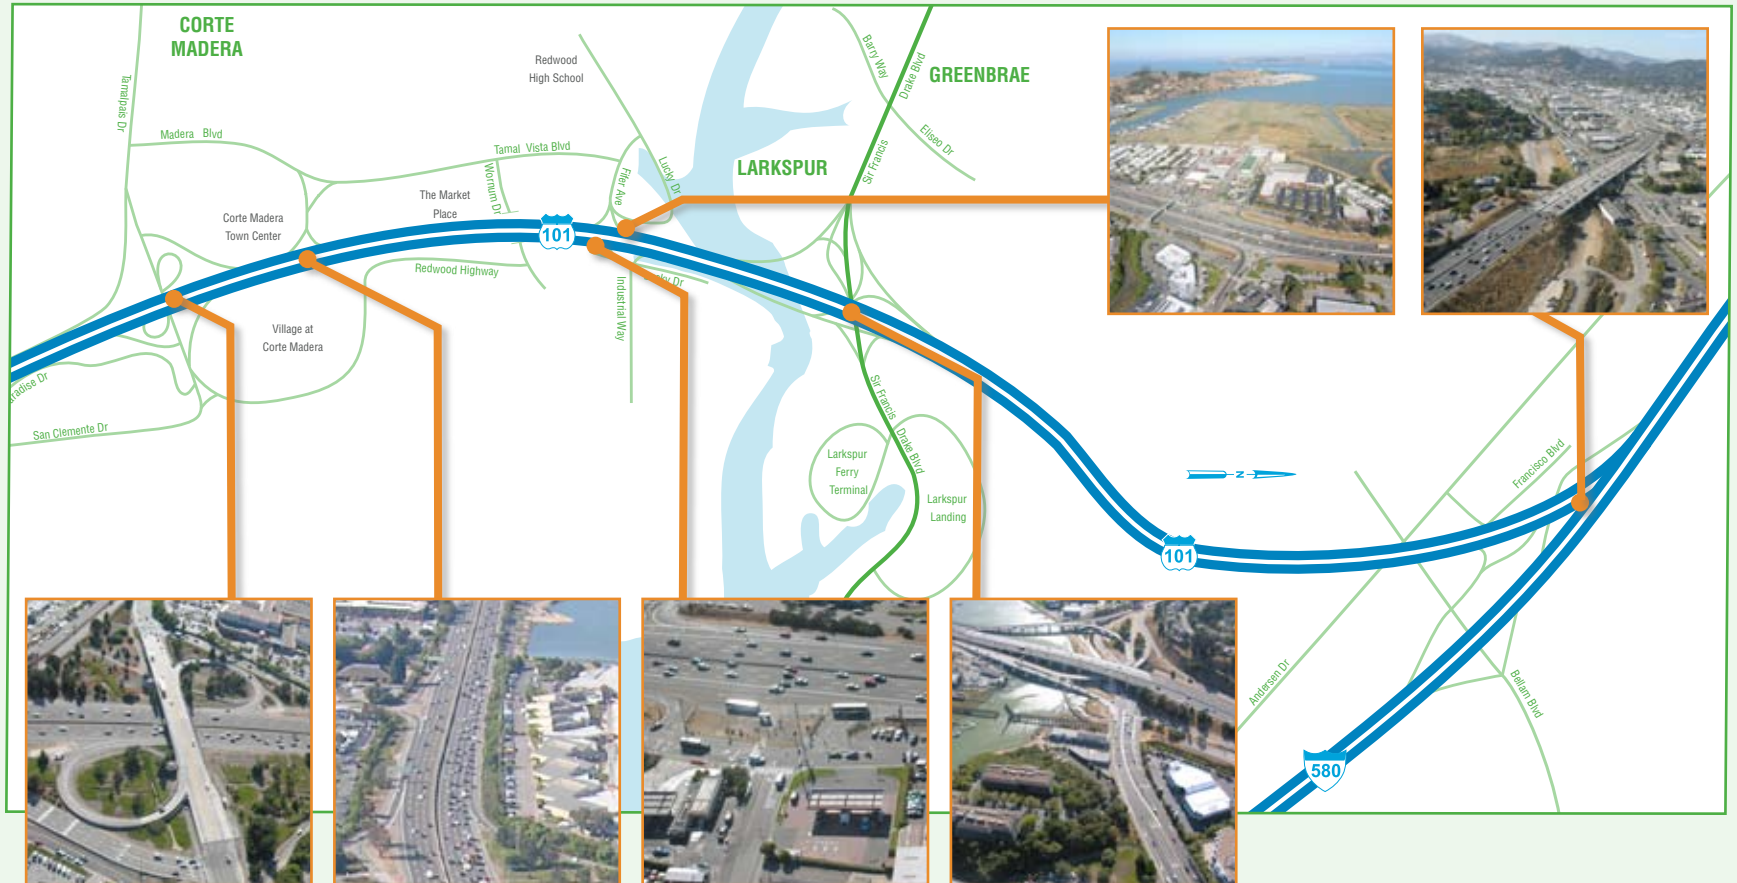 CORTE
MADERA
Redwood
High School
Barry Way
Drake Blvd
GREENBRAE
Tamalpais Dr
Madera Blvd
Tamal Vista Blvd
Eliseo Dr
Sir Francis
LARKSPUR
Lucky Dr
Fifer Ave
Wornum Dr
The Market
Place
Corte Madera
Town Center
101
Redwood Highway
Industrial Way
Village at
Corte Madera
San Clemente Dr
Sir Francis
Drake Blvd
Larkspur
Ferry
Terminal
Larkspur
Landing
N
Francisco Blvd
101
Andersen Dr
Bellam Blvd
580